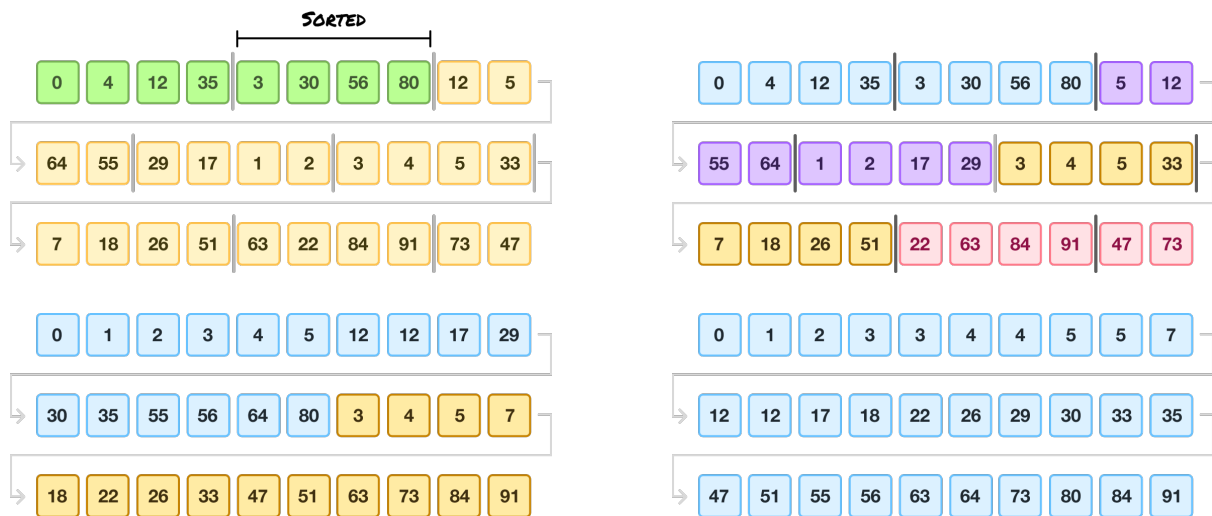 SORTED
0 4 12 35 3 30 56 80 12 5
64 55 29 17 1 2 3 4 5 33
7 18 26 51 63 22 84 91 73 47
0 4 12 35 3 30 56 80 5 12
55 64 1 2 17 29 3 4 5 33
7 18 26 51 22 63 84 91 47 73
0 1 2 3 4 5 12 12 17 29
30 35 55 56 64 80 3 4 5 7
18 22 26 33 47 51 63 73 84 91
0 1 2 3 3 4 4 5 5 7
12 12 17 18 22 26 29 30 33 35
47 51 55 56 63 64 73 80 84 91